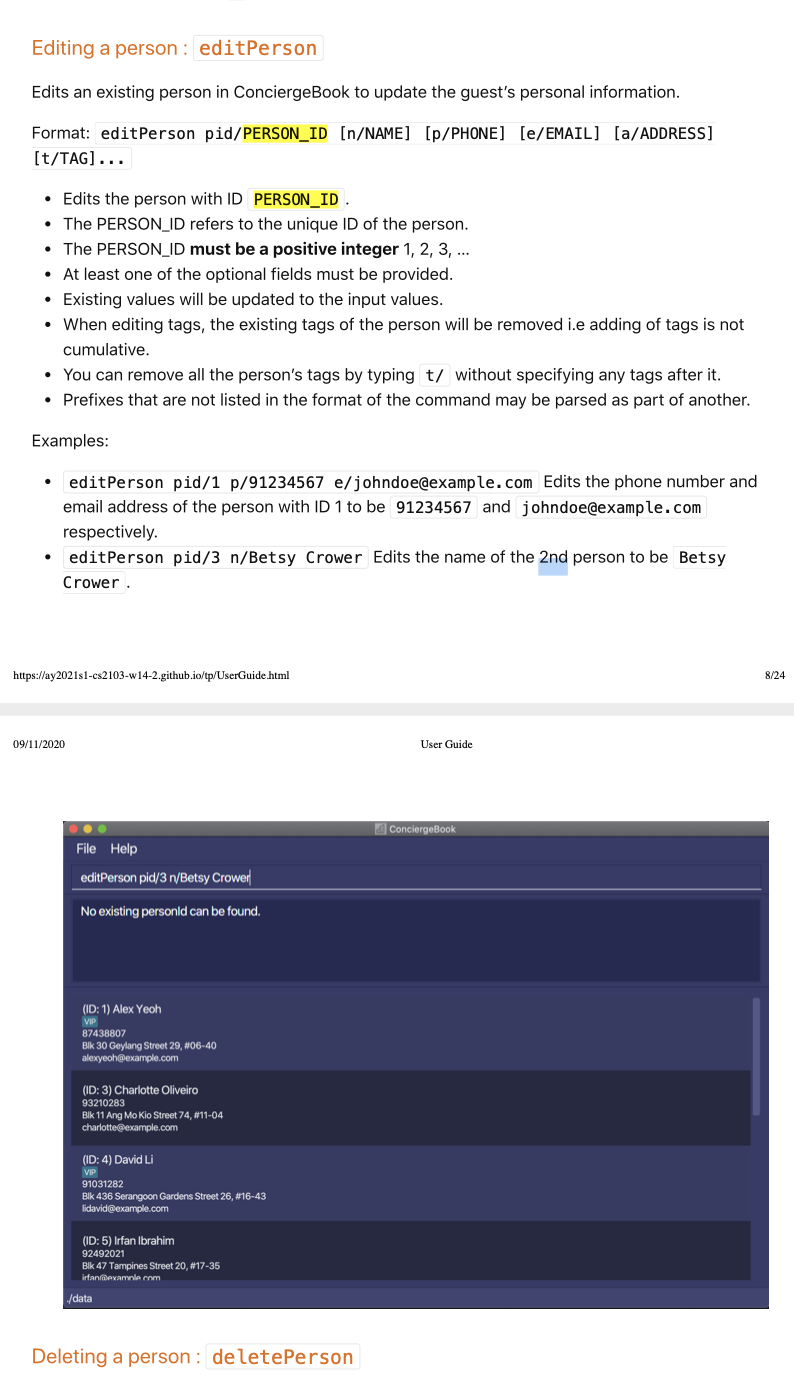 Editing a person : editPerson
Edits an existing person in ConciergeBook to update the guest’s personal information.
Format: editPerson pid/PERSON_ID [n/NAME] [p/PHONE] [e/EMAIL] [a/ADDRESS]
[t/TAG]...
• Edits the person with ID PERSON_ID .
• The PERSON_ID refers to the unique ID of the person.
• The PERSON_ID must be a positive integer 1, 2, 3, …
• At least one of the optional fields must be provided.
• Existing values will be updated to the input values.
• When editing tags, the existing tags of the person will be removed i.e adding of tags is not
cumulative.
• You can remove all the person’s tags by typing t/ without specifying any tags after it.
• Prefixes that are not listed in the format of the command may be parsed as part of another.
Examples:
• editPerson pid/1 p/91234567 e/johndoe@example.com Edits the phone number and
email address of the person with ID 1 to be 91234567 and johndoe@example.com
respectively.
• editPerson pid/3 n/Betsy Crower Edits the name of the 2nd person to be Betsy
Crower .
https://ay2021s1-cs2103-w14-2.github.io/tp/UserGuide.html 8/24
09/11/2020 User Guide
ConciergeBook
File Help
editPerson pid/3 n/Betsy Crower
No existing personId can be found.
(ID: 1) Alex Yeoh
VIP
87438807
Blk 30 Geylang Street 29, #06-40
alexyeoh@example.com
(ID: 3) Charlotte Oliveiro
93210283
Blk 11 Ang Mo Kio Street 74, #11-04
charlotte@example.com
(ID: 4) David Li
VIP
91031282
Blk 436 Serangoon Gardens Street 26, #16-43
lidavid@example.com
(ID: 5) Irfan Ibrahim
92492021
Blk 47 Tampines Street 20, #17-35
irfan@example.com
./data
Deleting a person : deletePerson